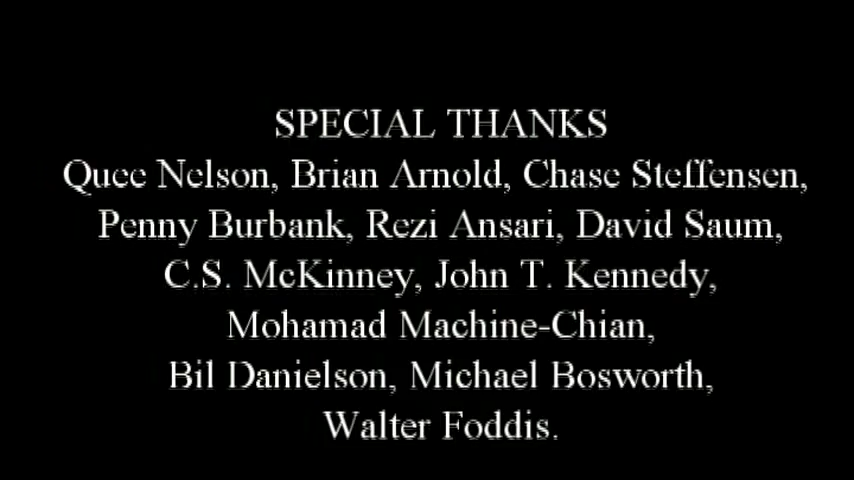 SPECIAL THANKS
Quee Nelson, Brian Arnold, Chase Steffensen,
Penny Burbank, Rezi Ansari, David Saum,
C.S. McKinney, John T. Kennedy,
Mohamad Machine-Chian,
Bil Danielson, Michael Bosworth,
Walter Foddis.